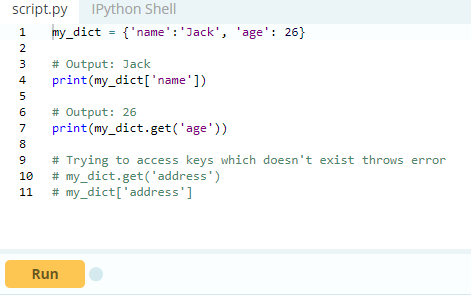 script.py IPython Shell
1 my_dict = {'name':'Jack', 'age': 26}
2
3 # Output: Jack
4 print(my_dict['name'])
5
6 # Output: 26
7 print(my_dict.get('age'))
8
9 # Trying to access keys which doesn't exist throws error
10 # my_dict.get('address')
11 # my_dict['address']
Run